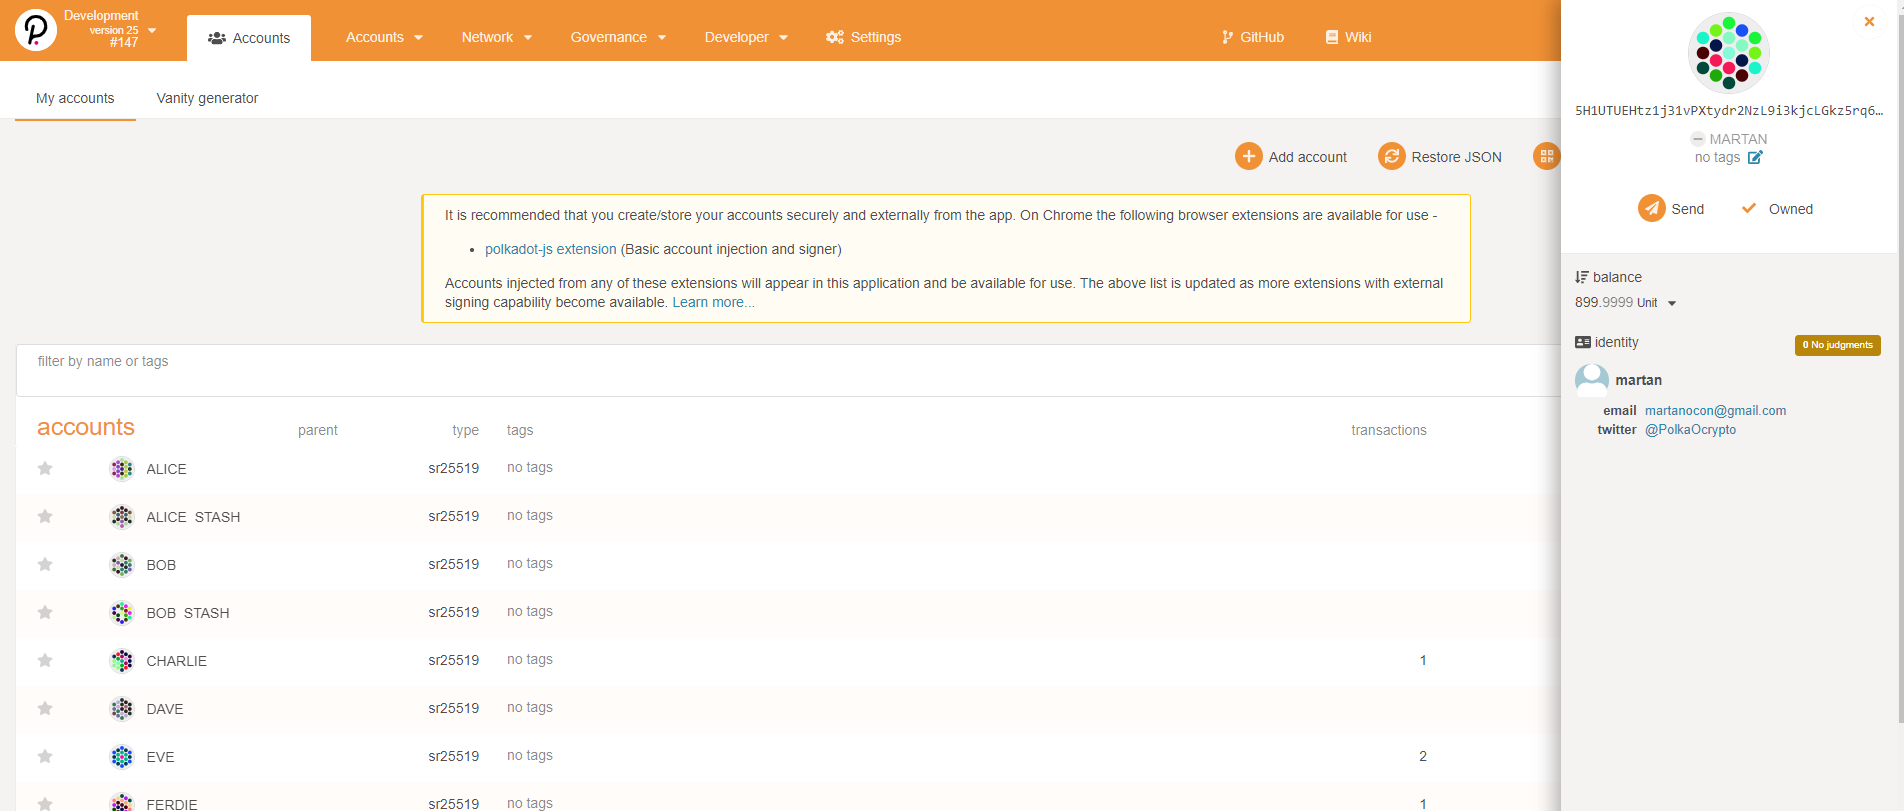 Development
version 25
#147
Accounts
Accounts
Network
Governance
Developer
Settings
GitHub
Wiki
My accounts
Vanity generator
Add account
Restore JSON
It is recommended that you create/store your accounts securely and externally from the app. On Chrome the following browser extensions are available for use -
• polkadot-js extension (Basic account injection and signer)
Accounts injected from any of these extensions will appear in this application and be available for use. The above list is updated as more extensions with external
signing capability become available. Learn more...
filter by name or tags
accounts parent type tags transactions
ALICE sr25519 no tags
ALICE STASH sr25519 no tags
BOB sr25519 no tags
BOB STASH sr25519 no tags
CHARLIE sr25519 no tags 1
DAVE sr25519 no tags
EVE sr25519 no tags 2
FERDIE sr25519 no tags 1
5H1UTUEHtz1j31vPXtydr2NzL9i3kjcLGkz5rq6…
MARTAN
no tags
Send
Owned
balance
899.9999 Unit
identity
0 No judgments
martan
email martanocon@gmail.com
twitter @PolkaOcrypto